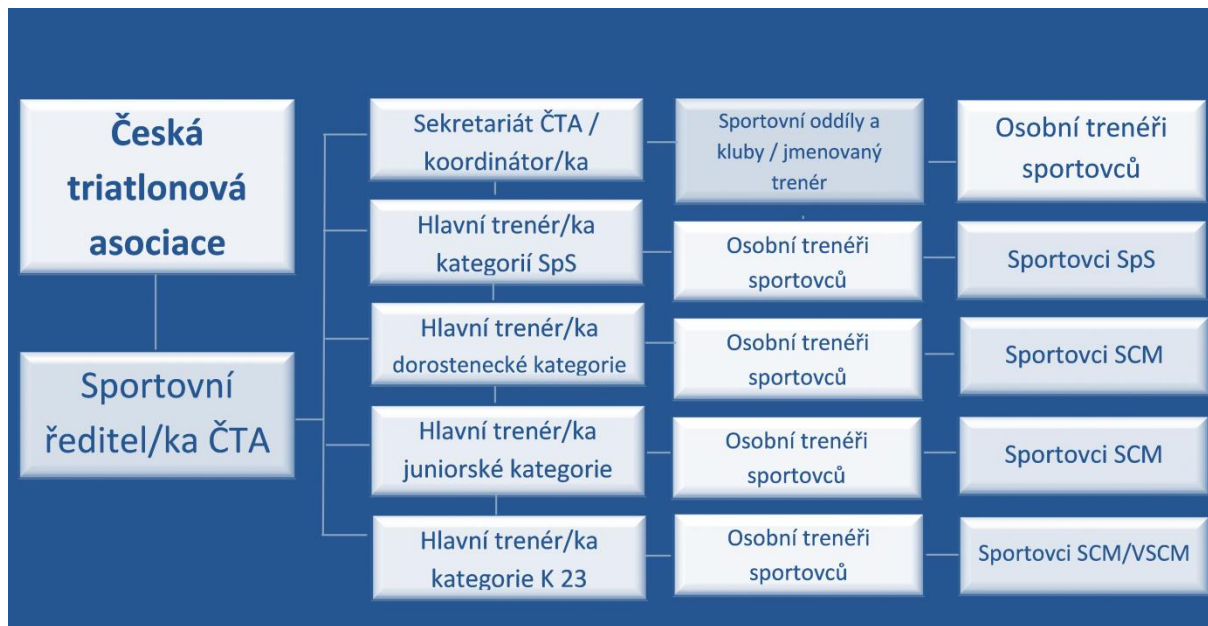 Česká
triatlonová
asociace
Sportovní
ředitel/ka ČTA
Sekretariát ČTA /
koordinátor/ka
Sportovní oddíly a
kluby / jmenovaný
trenér
Osobní trenéři
sportovců
Hlavní trenér/ka
kategorií SpS
Osobní trenéři
sportovců
Sportovci SpS
Hlavní trenér/ka
dorostenecké kategorie
Osobní trenéři
sportovců
Sportovci SCM
Hlavní trenér/ka
juniorské kategorie
Osobní trenéři
sportovců
Sportovci SCM
Hlavní trenér/ka
kategorie K 23
Osobní trenéři
sportovců
Sportovci SCM/VSCM